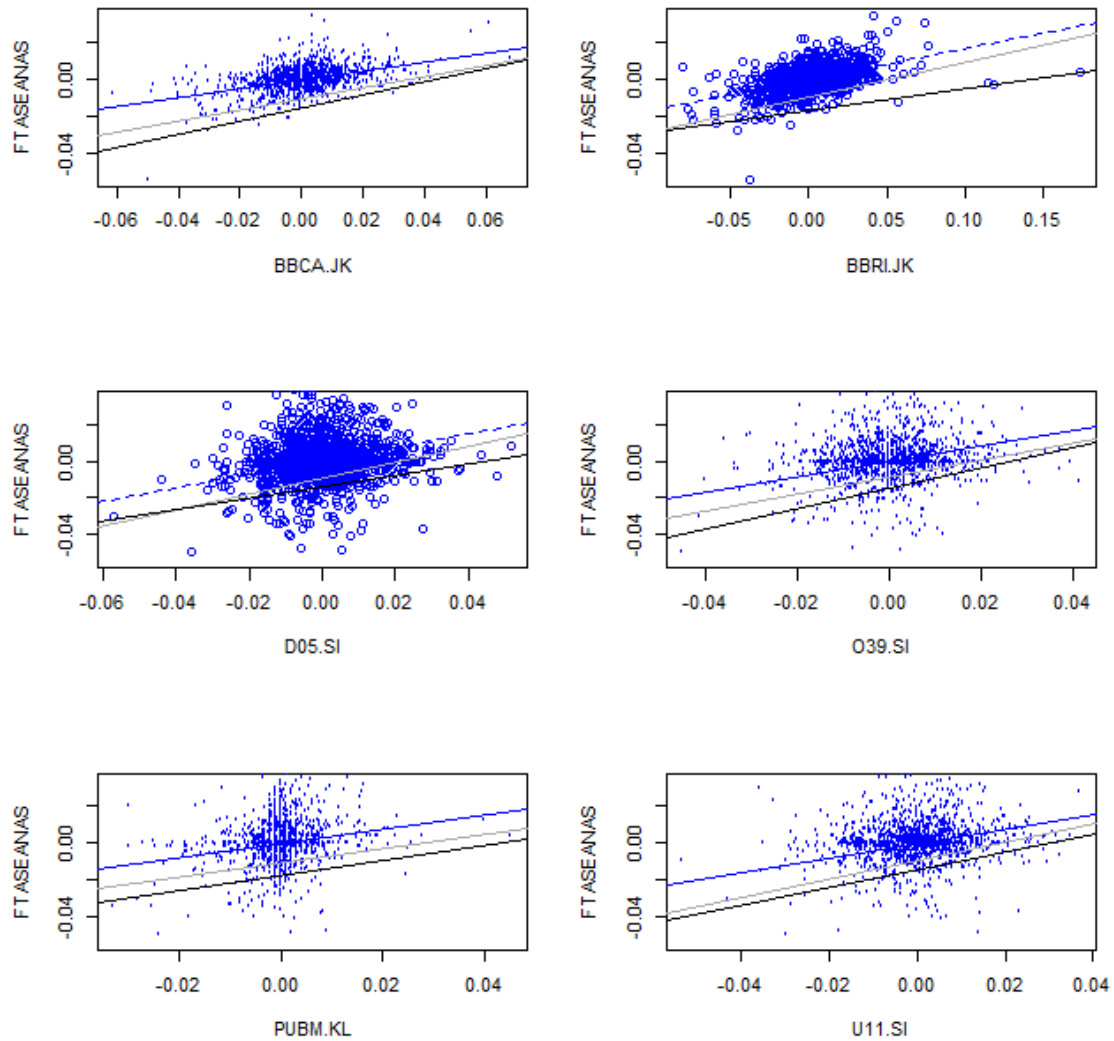 FTASEANAS
0.00
-0.04
-0.06 -0.04 -0.02 0.00 0.02 0.04 0.06
BBCA.JK
FTASEANAS
0.00
-0.04
-0.05 0.00 0.05 0.10 0.15
BBRI.JK
FTASEANAS
0.00
-0.04
-0.06 -0.04 -0.02 0.00 0.02 0.04
D05.SI
FTASEANAS
0.00
-0.04
-0.04 -0.02 0.00 0.02 0.04
O39.SI
FTASEANAS
0.00
-0.04
-0.02 0.00 0.02 0.04
PUBM.KL
FTASEANAS
0.00
-0.04
-0.04 -0.02 0.00 0.02 0.04
U11.SI